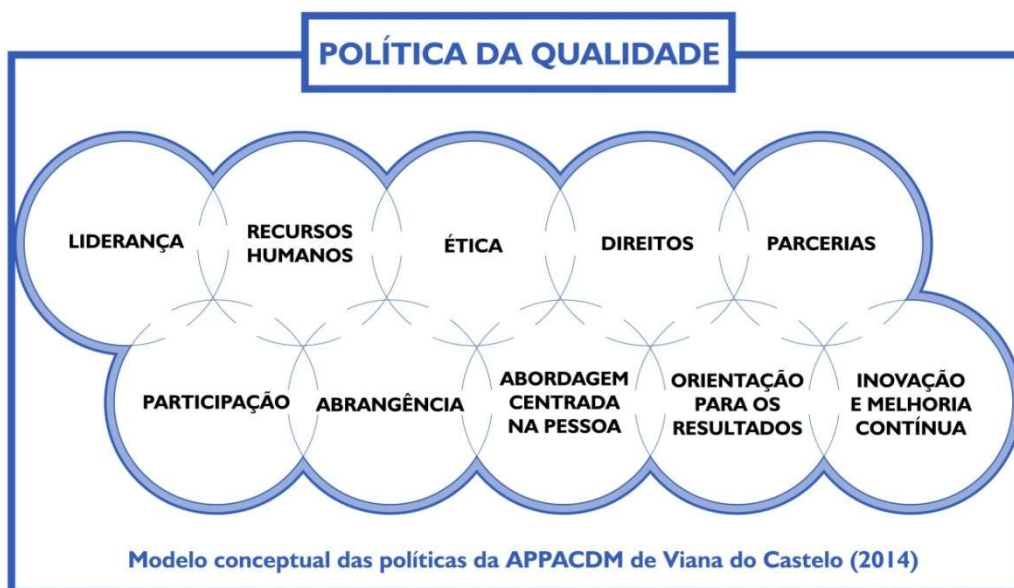 POLÍTICA DA QUALIDADE
LIDERANÇA
RECURSOS
HUMANOS
ÉTICA
DIREITOS
PARCERIAS
PARTICIPAÇÃO
ABRANGÊNCIA
ABORDAGEM
CENTRADA
NA PESSOA
ORIENTAÇÃO
PARA OS
RESULTADOS
INOVAÇÃO
E MELHORIA
CONTÍNUA
Modelo conceptual das políticas da APPACDM de Viana do Castelo (2014)